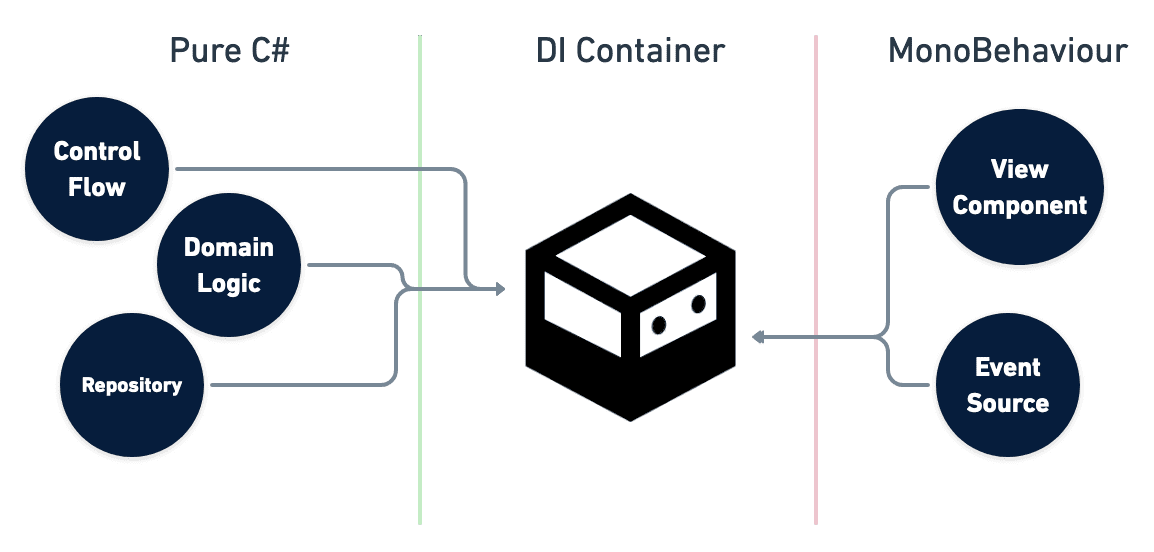 Pure C#
DI Container
MonoBehaviour
Control
Flow
Domain
Logic
Repository
View
Component
Event
Source